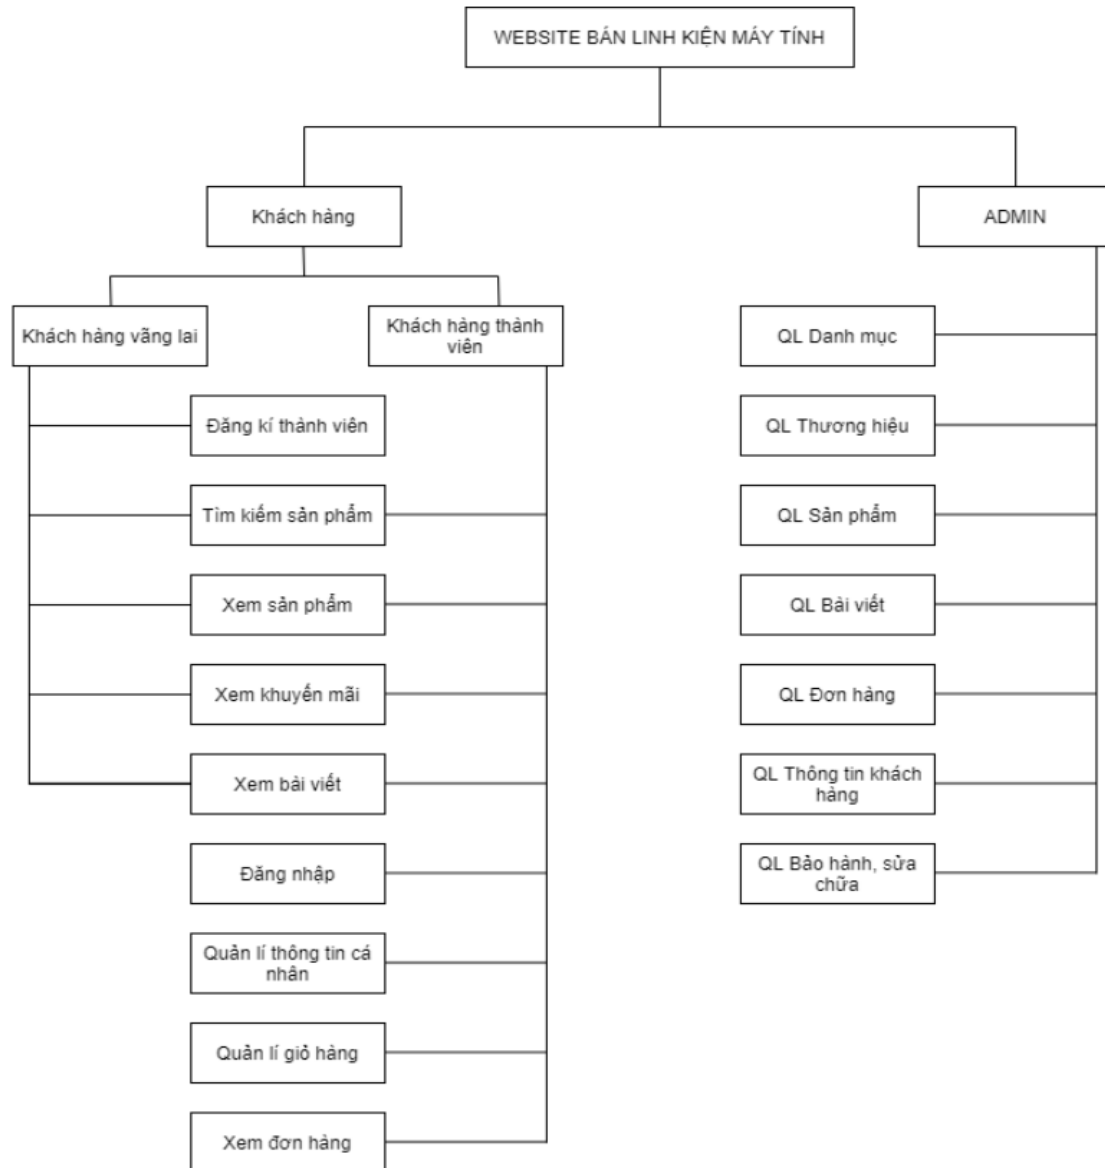 WEBSITE BÁN LINH KIỆN MÁY TÍNH
Khách hàng
ADMIN
Khách hàng vãng lai
Khách hàng thành
viên
Đăng kí thành viên
Tìm kiếm sản phẩm
Xem sản phẩm
Xem khuyến mãi
Xem bài viết
Đăng nhập
Quản lí thông tin cá
nhân
Quản lí giỏ hàng
Xem đơn hàng
QL Danh mục
QL Thương hiệu
QL Sản phẩm
QL Bài viết
QL Đơn hàng
QL Thông tin khách
hàng
QL Bảo hành, sửa
chữa